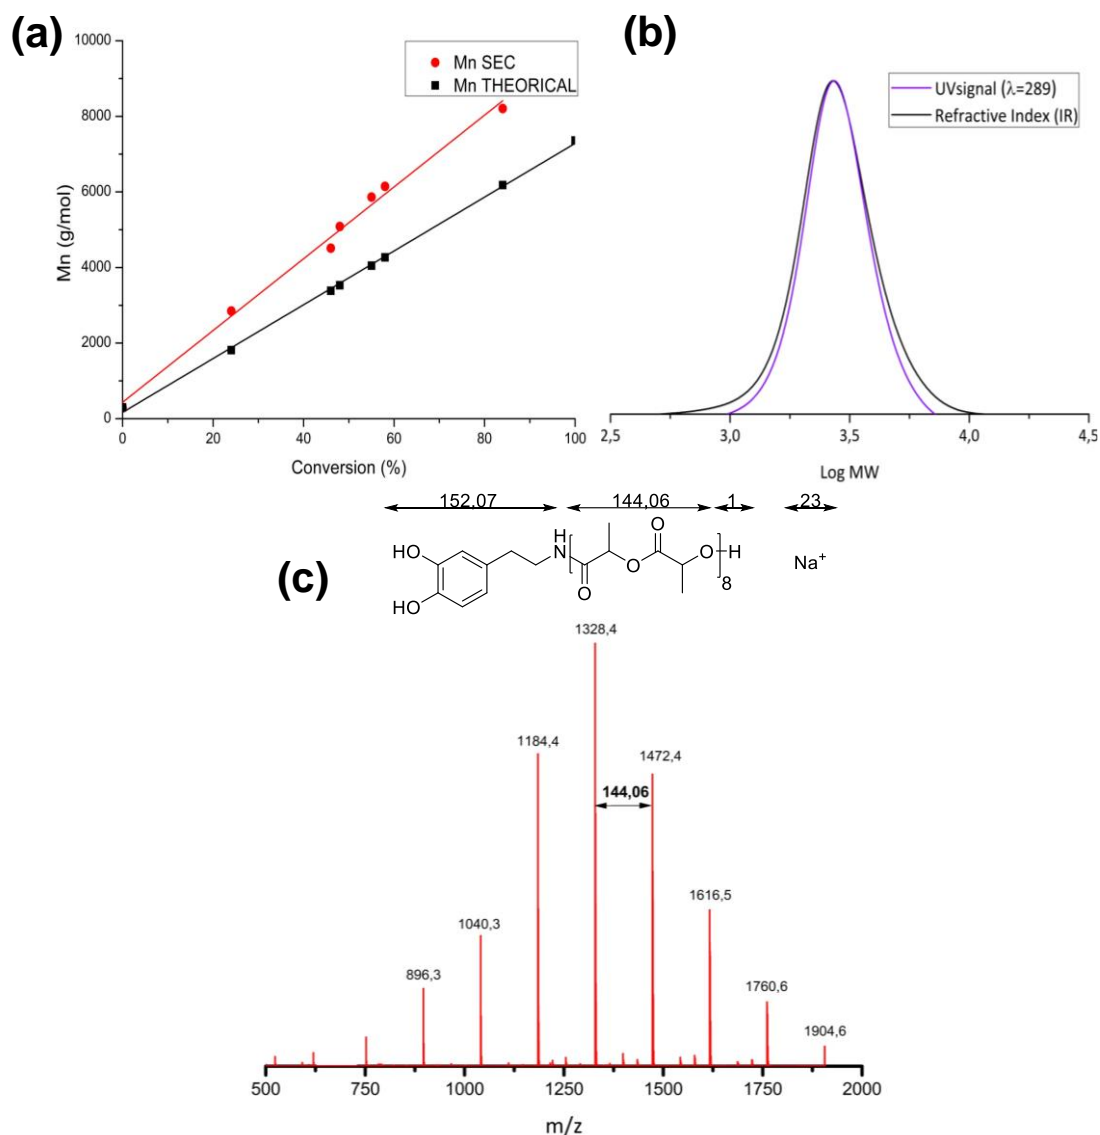 (a)
10000
8000
6000
4000
2000
0
Mn (g/mol)
Mn SEC
Mn THEORICAL
0
20
40
60
80
100
Conversion (%)
(b)
UVsignal (λ=289)
Refractive Index (IR)
2,5
3,0
3,5
4,0
4,5
Log MW
(c)
152,07
144,06
1
23
HO
HO
H
N
O
O
O
O
H
8
Na+
1328,4
1184,4
1472,4
144,06
1616,5
1040,3
896,3
1760,6
1904,6
500
750
1000
1250
1500
1750
2000
m/z